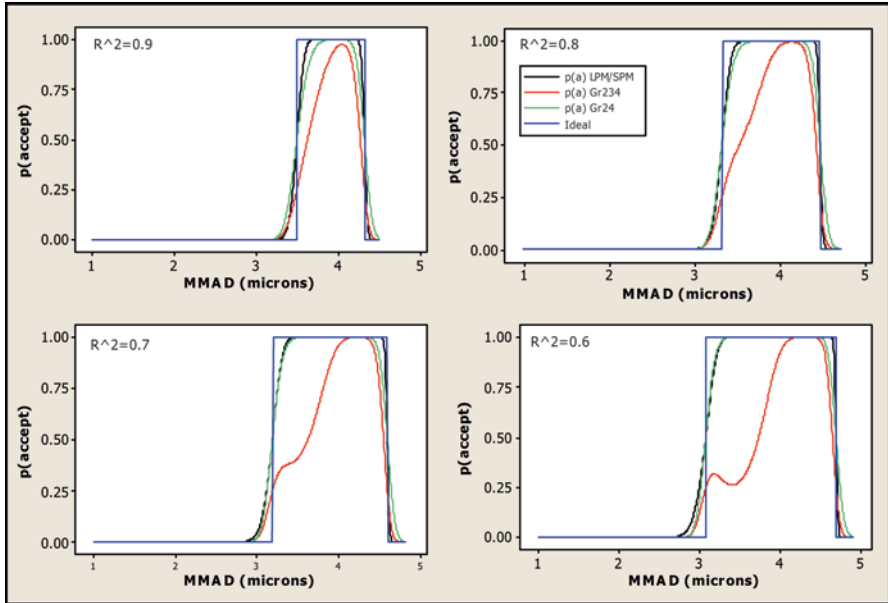 R^2=0.9
1.00
0.75
0.50
0.25
0.00
p(accept)
1 2 3 4 5
MMAD (microns)
R^2=0.8
p(a) LPM/SPM
p(a) Gr234
p(a) Gr24
Ideal
1.00
0.75
0.50
0.25
0.00
p(accept)
1 2 3 4 5
MMAD (microns)
R^2=0.7
1.00
0.75
0.50
0.25
0.00
p(accept)
1 2 3 4 5
MMAD (microns)
R^2=0.6
1.00
0.75
0.50
0.25
0.00
p(accept)
1 2 3 4 5
MMAD (microns)